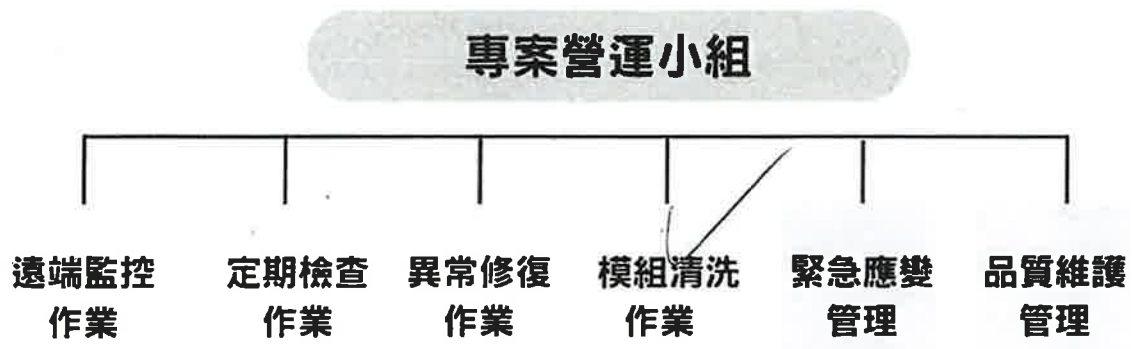 專案營運小組
遠端監控
作業
定期檢查
作業
異常修復
作業
模組清洗
作業
緊急應變
管理
品質維護
管理